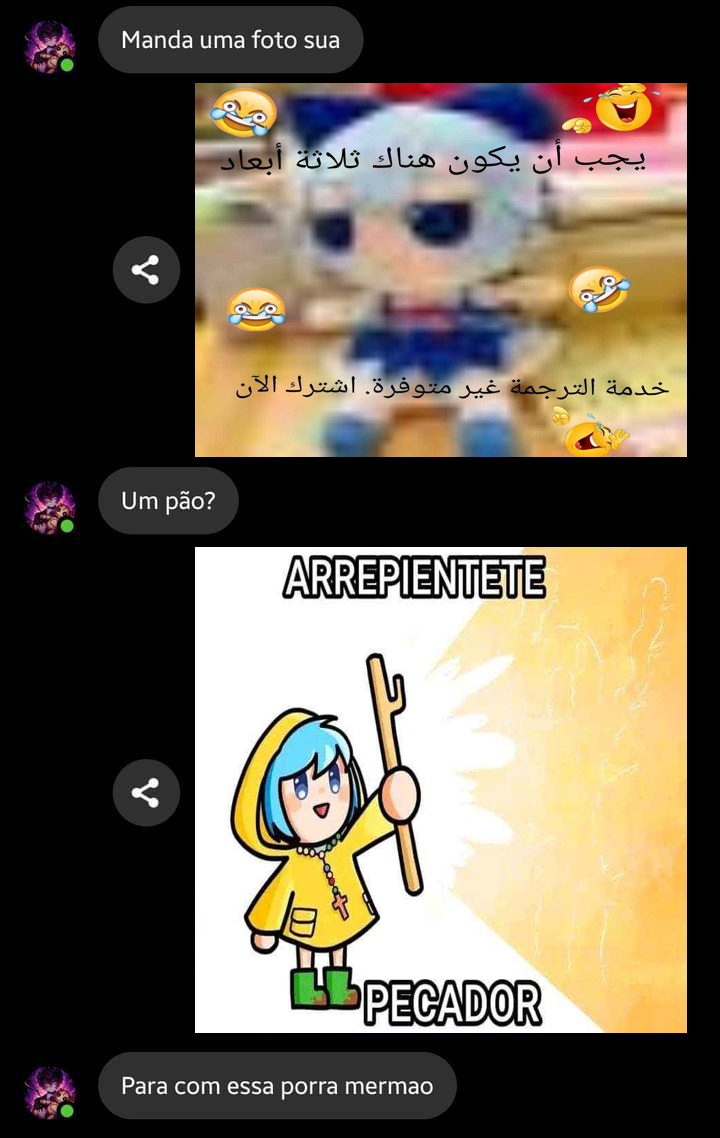 Manda uma foto sua
يجب أن يكون هناك ثلاثة أبعاد
خدمة الترجمة غير متوفرة. اشترك الآن
Um pão?
ARREPIENTETE
PECADOR
Para com essa porra mermao